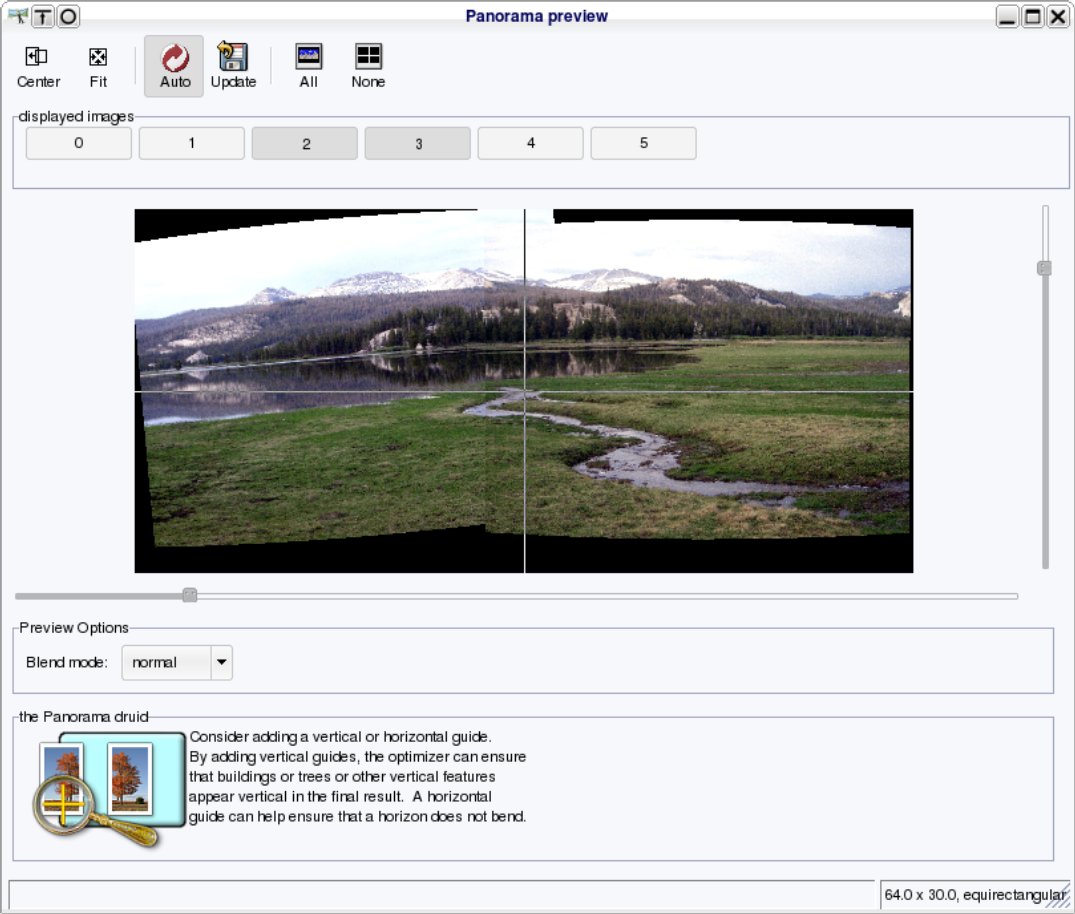 Panorama preview
Center Fit Auto Update All None
displayed images
0 1 2 3 4 5
Preview Options
Blend mode: normal
the Panorama druid
Consider adding a vertical or horizontal guide.
By adding vertical guides, the optimizer can ensure
that buildings or trees or other vertical features
appear vertical in the final result. A horizontal
guide can help ensure that a horizon does not bend.
64.0 x 30.0, equirectangular